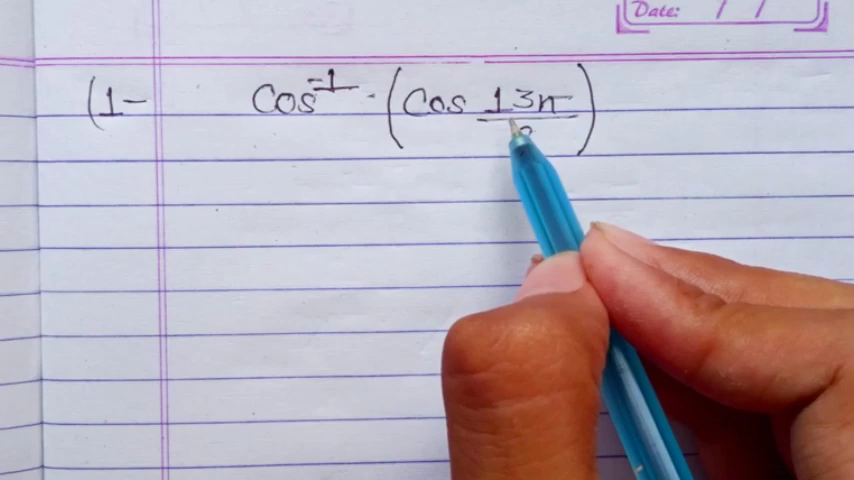 Date: / /
(1- Cos⁻¹ · (Cos 13π/